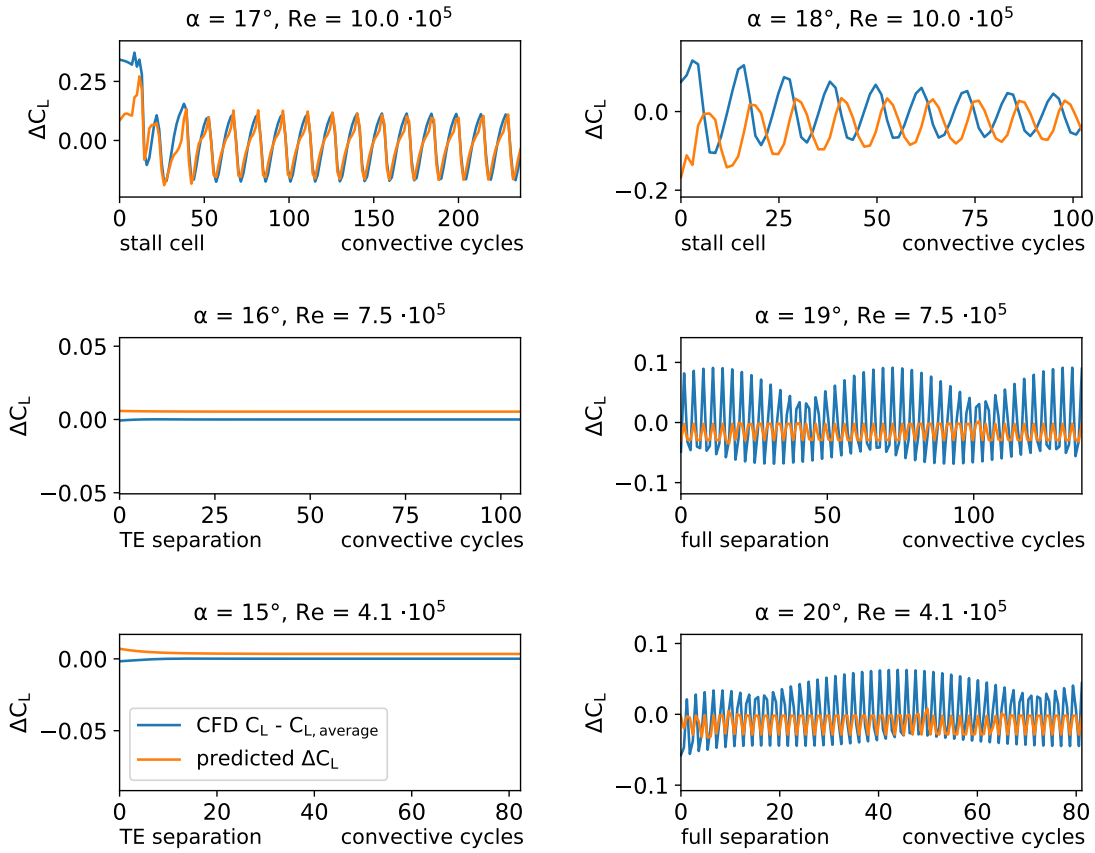 α = 17°, Re = 10.0 ·10⁵
ΔC_L
0.25
0.00
0 50 100 150 200
stall cell convective cycles
α = 18°, Re = 10.0 ·10⁵
ΔC_L
0.0
−0.2
0 25 50 75 100
stall cell convective cycles
α = 16°, Re = 7.5 ·10⁵
ΔC_L
0.05
0.00
−0.05
0 25 50 75 100
TE separation convective cycles
α = 19°, Re = 7.5 ·10⁵
ΔC_L
0.1
0.0
−0.1
0 50 100
full separation convective cycles
α = 15°, Re = 4.1 ·10⁵
ΔC_L
0.00
−0.05
CFD C_L - C_L, average
predicted ΔC_L
0 20 40 60 80
TE separation convective cycles
α = 20°, Re = 4.1 ·10⁵
ΔC_L
0.1
0.0
−0.1
0 20 40 60 80
full separation convective cycles